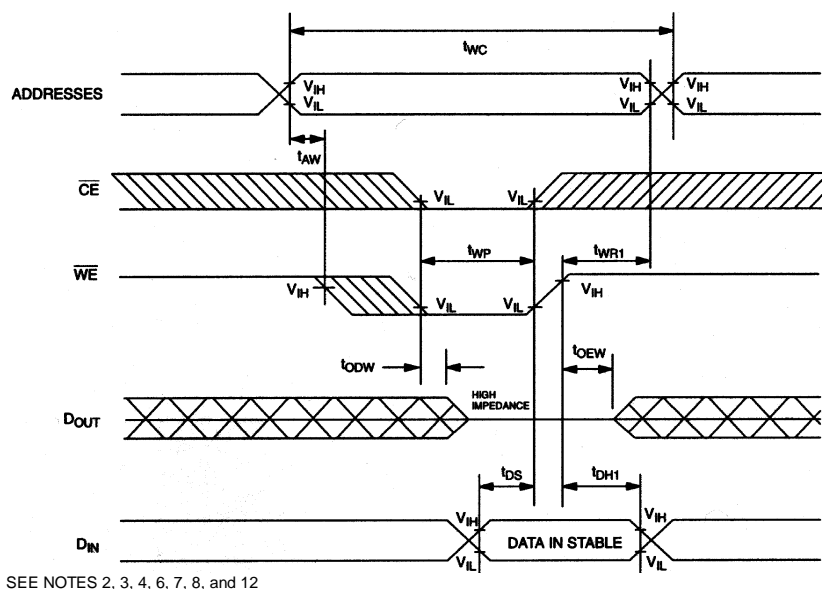 tWC
ADDRESSES
VIH
VIL
VIH
VIH
VIL
VIL
tAW
CE
VIL
VIL
tWP
tWR1
WE
VIH
VIL
VIL
VIH
tODW
tOEW
DOUT
HIGH
IMPEDANCE
tDS
tDH1
VIH
VIH
DIN
DATA IN STABLE
VIL
VIL
SEE NOTES 2, 3, 4, 6, 7, 8, and 12